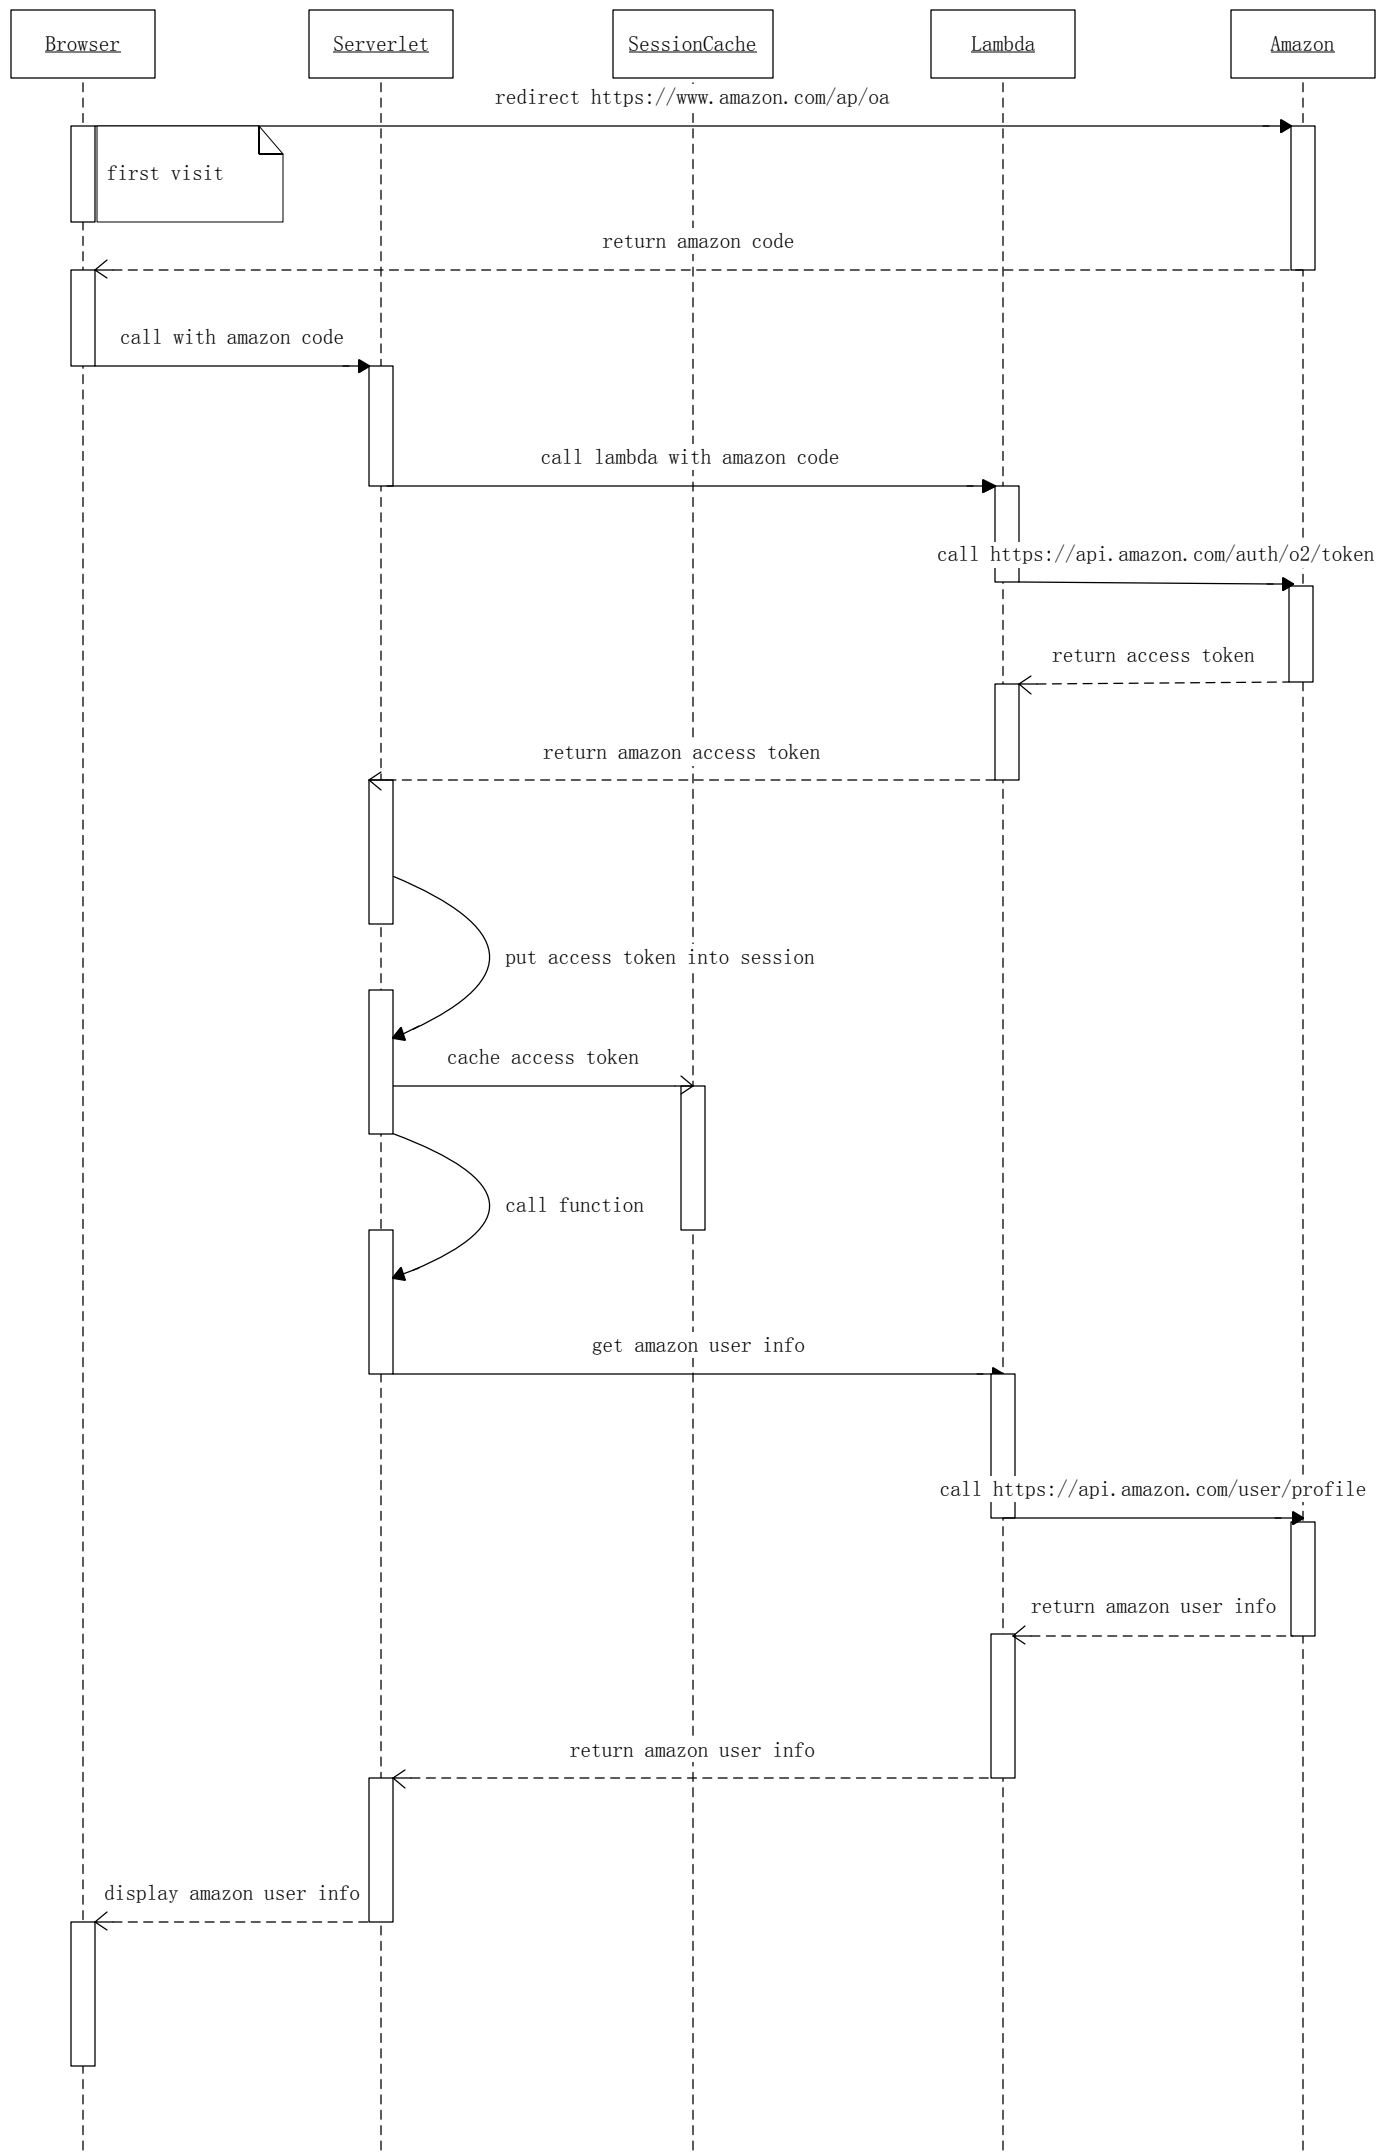 Browser
Serverlet
SessionCache
Lambda
Amazon
redirect https://www.amazon.com/ap/oa
first visit
return amazon code
call with amazon code
call lambda with amazon code
call https://api.amazon.com/auth/o2/token
return access token
return amazon access token
put access token into session
cache access token
call function
get amazon user info
call https://api.amazon.com/user/profile
return amazon user info
return amazon user info
display amazon user info